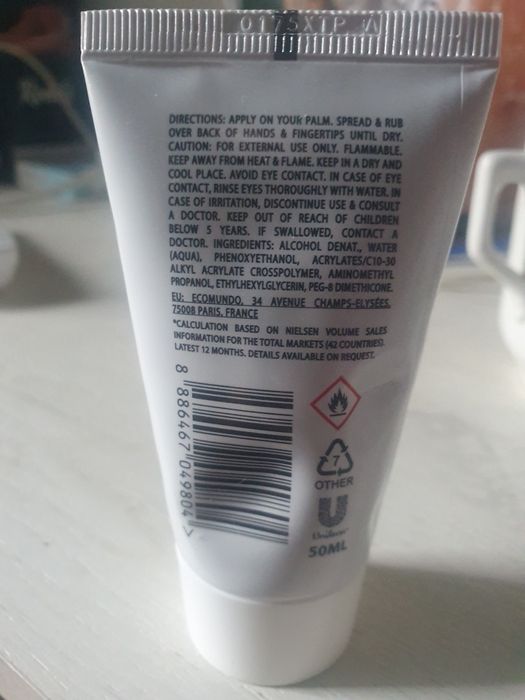 0175XTP W
DIRECTIONS: APPLY ON YOUR PALM. SPREAD & RUB
OVER BACK OF HANDS & FINGERTIPS UNTIL DRY.
CAUTION: FOR EXTERNAL USE ONLY. FLAMMABLE.
KEEP AWAY FROM HEAT & FLAME. KEEP IN A DRY AND
COOL PLACE. AVOID EYE CONTACT. IN CASE OF EYE
CONTACT, RINSE EYES THOROUGHLY WITH WATER. IN
CASE OF IRRITATION, DISCONTINUE USE & CONSULT
A DOCTOR. KEEP OUT OF REACH OF CHILDREN
BELOW 5 YEARS. IF SWALLOWED, CONTACT A
DOCTOR. INGREDIENTS: ALCOHOL DENAT., WATER
(AQUA), PHENOXYETHANOL, ACRYLATES/C10-30
ALKYL ACRYLATE CROSSPOLYMER, AMINOMETHYL
PROPANOL, ETHYLHEXYLGLYCERIN, PEG-8 DIMETHICONE.
EU: ECOMUNDO, 34 AVENUE CHAMPS-ELYSÉES,
75008 PARIS, FRANCE
*CALCULATION BASED ON NIELSEN VOLUME SALES
INFORMATION FOR THE TOTAL MARKETS (42 COUNTRIES).
LATEST 12 MONTHS. DETAILS AVAILABLE ON REQUEST.
8 886467 049804 >
7
OTHER
Unilever
50ML